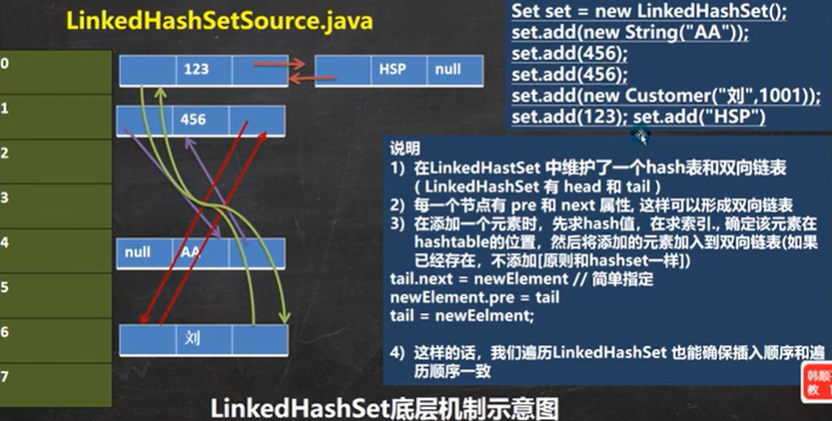 LinkedHashSetSource.java
Set set = new LinkedHashSet();
set.add(new String("AA"));
set.add(456);
set.add(456);
set.add(new Customer("刘",1001));
set.add(123); set.add("HSP")
0
123
HSP
null
1
456
2
3
4
null
AA
5
6
刘
7
说明
1) 在LinkedHastSet 中维护了一个hash表和双向链表
( LinkedHashSet 有 head 和 tail )
2) 每一个节点有 pre 和 next 属性, 这样可以形成双向链表
3) 在添加一个元素时，先求hash值，在求索引., 确定该元素在
hashtable的位置，然后将添加的元素加入到双向链表(如果
已经存在，不添加[原则和hashset一样])
tail.next = newElement // 简单指定
newElement.pre = tail
tail = newEelment;
4) 这样的话，我们遍历LinkedHashSet 也能确保插入顺序和遍
历顺序一致
韩顺
教
LinkedHashSet底层机制示意图